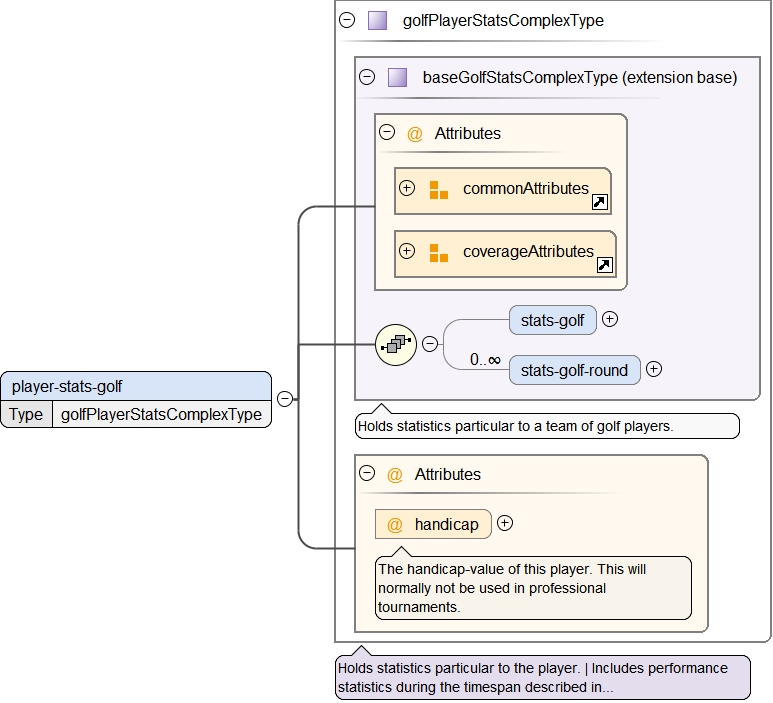 golfPlayerStatsComplexType
baseGolfStatsComplexType (extension base)
@ Attributes
commonAttributes
coverageAttributes
stats-golf
0..∞
stats-golf-round
player-stats-golf
Type golfPlayerStatsComplexType
Holds statistics particular to a team of golf players.
@ Attributes
@ handicap
The handicap-value of this player. This will
normally not be used in professional
tournaments.
Holds statistics particular to the player. | Includes performance
statistics during the timespan described in...